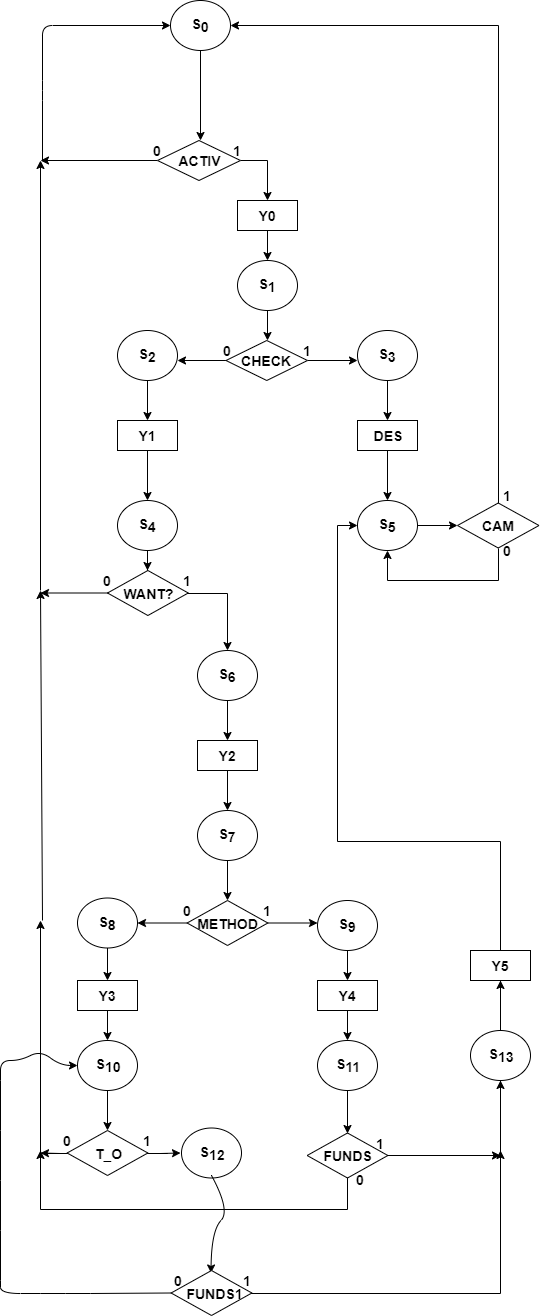 S0
0 1
ACTIV
Y0
S1
0 1
S2 CHECK S3
Y1 DES
1
S4 S5 CAM
0
0 1
WANT?
S6
Y2
S7
0 1
S8 METHOD S9
Y5
Y3 Y4
S13
S10 S11
0 1 1
T_O S12 FUNDS
0
0 1
FUNDS1